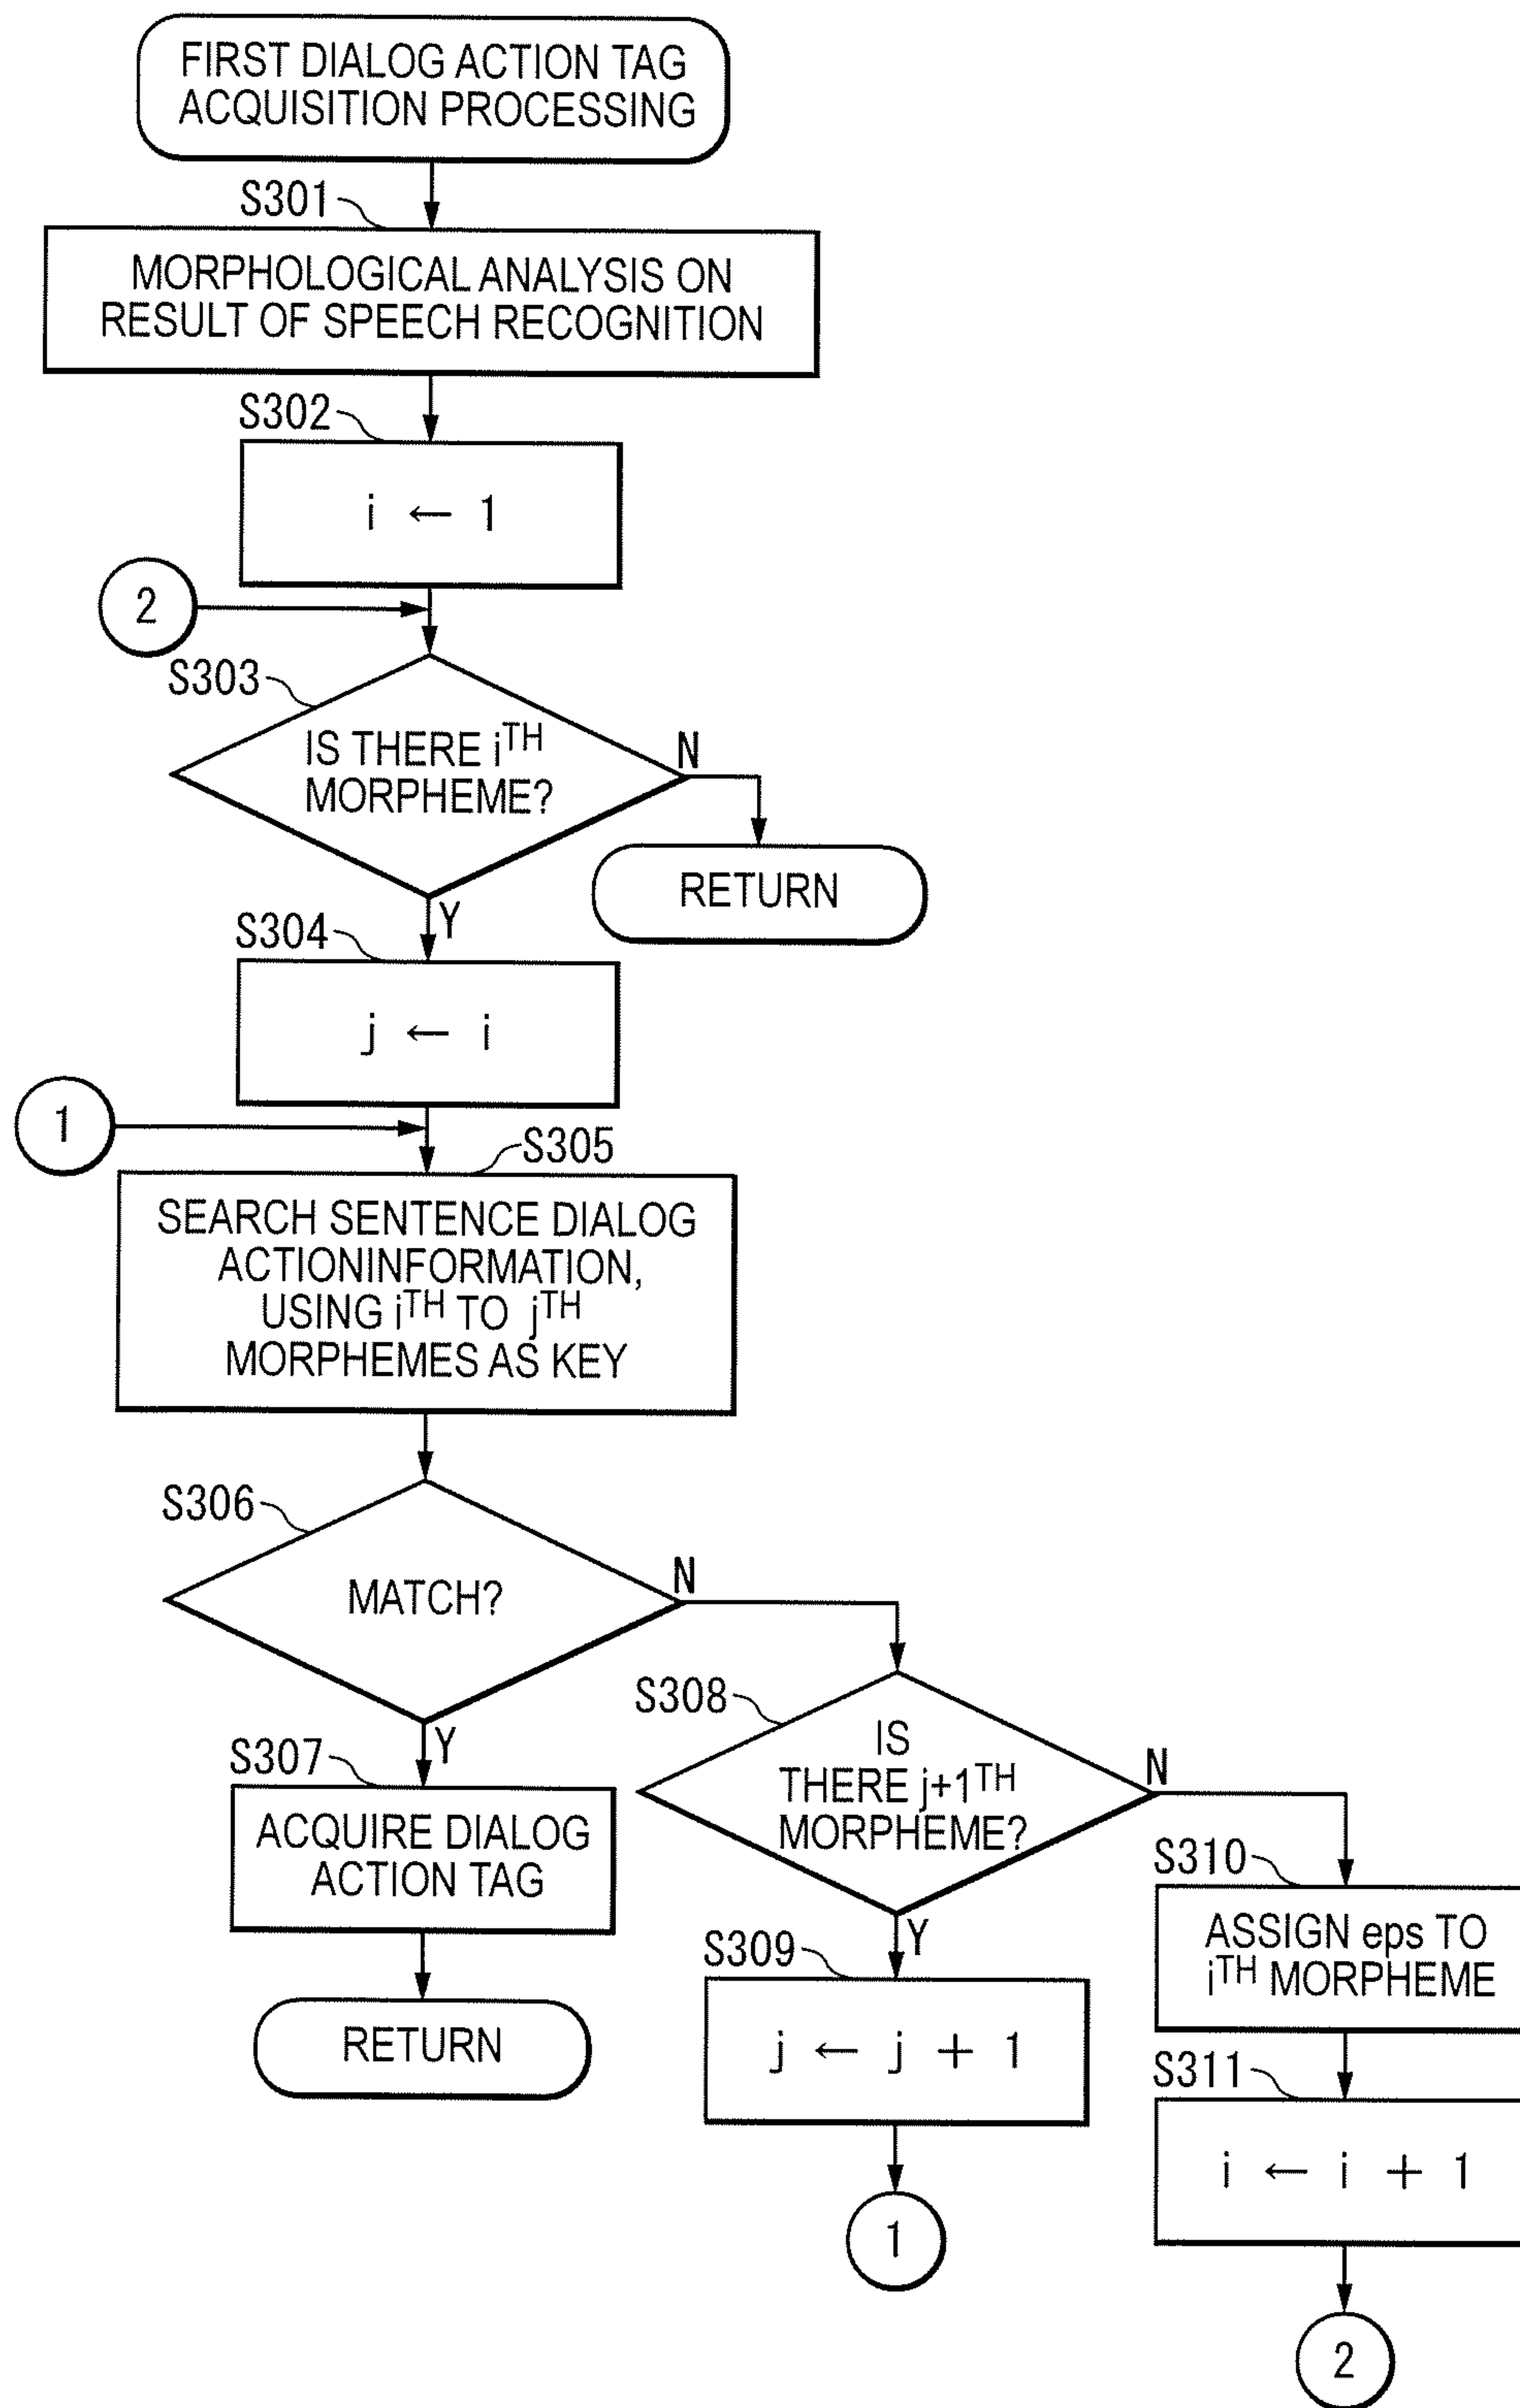 FIRST DIALOG ACTION TAG
ACQUISITION PROCESSING
S301
MORPHOLOGICAL ANALYSIS ON
RESULT OF SPEECH RECOGNITION
S302
i ← 1
2
S303
IS THERE iTH
MORPHEME?
N
RETURN
Y
S304
j ← i
1
S305
SEARCH SENTENCE DIALOG
ACTIONINFORMATION,
USING iTH TO jTH
MORPHEMES AS KEY
S306
MATCH?
N
Y
S307
ACQUIRE DIALOG
ACTION TAG
RETURN
S308
IS
THERE j+1TH
MORPHEME?
N
Y
S309
j ← j + 1
1
S310
ASSIGN eps TO
iTH MORPHEME
S311
i ← i + 1
2